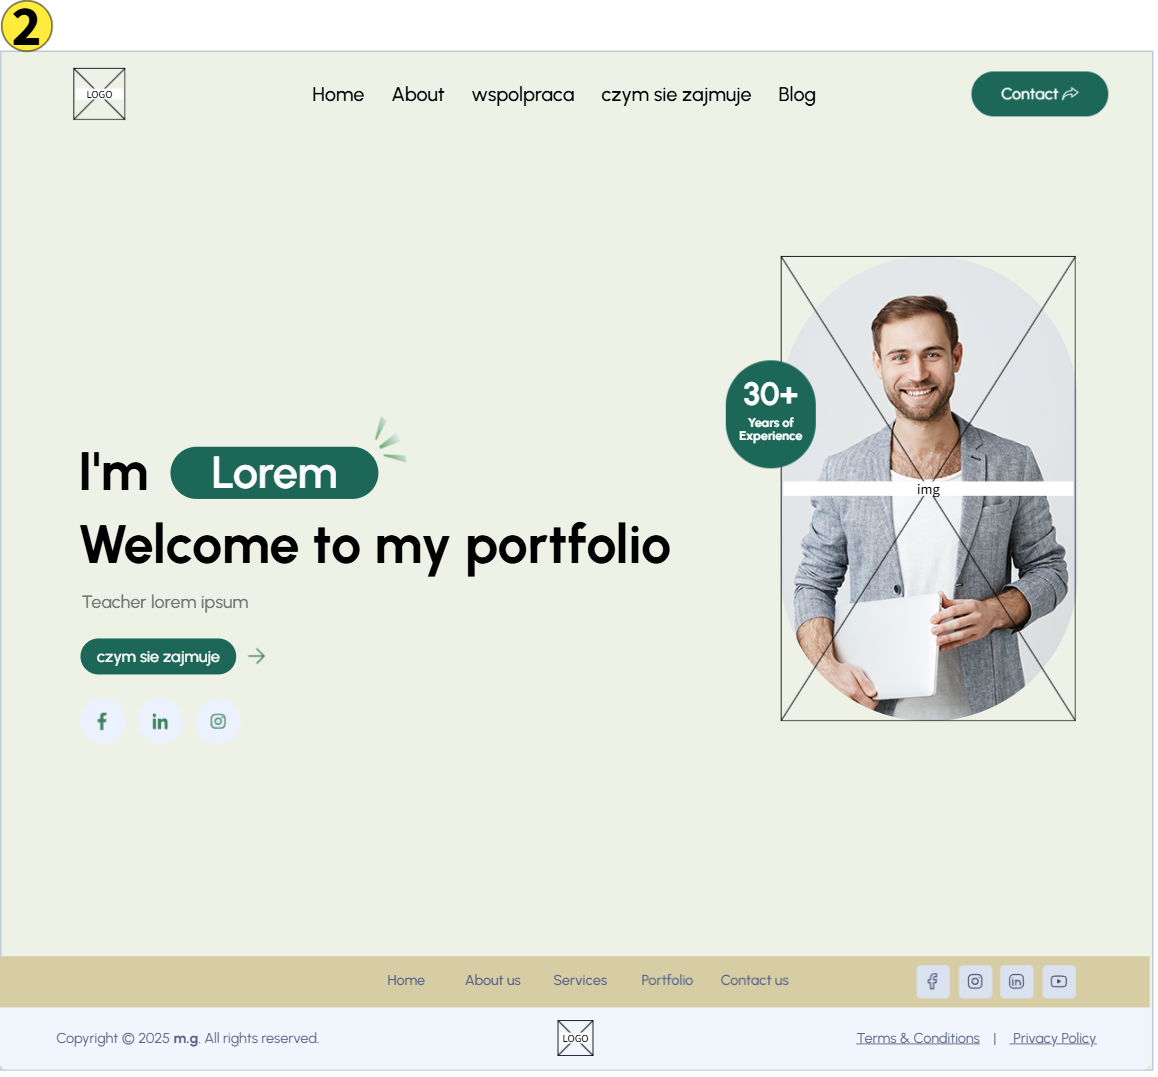 2
LOGO
Home About wspolpraca czym sie zajmuje Blog
Contact
30+
Years of
Experience
img
I'm Lorem
Welcome to my portfolio
Teacher lorem ipsum
czym sie zajmuje
f in
Home About us Services Portfolio Contact us
Copyright © 2025 m.g. All rights reserved.
LOGO
Terms & Conditions | Privacy Policy